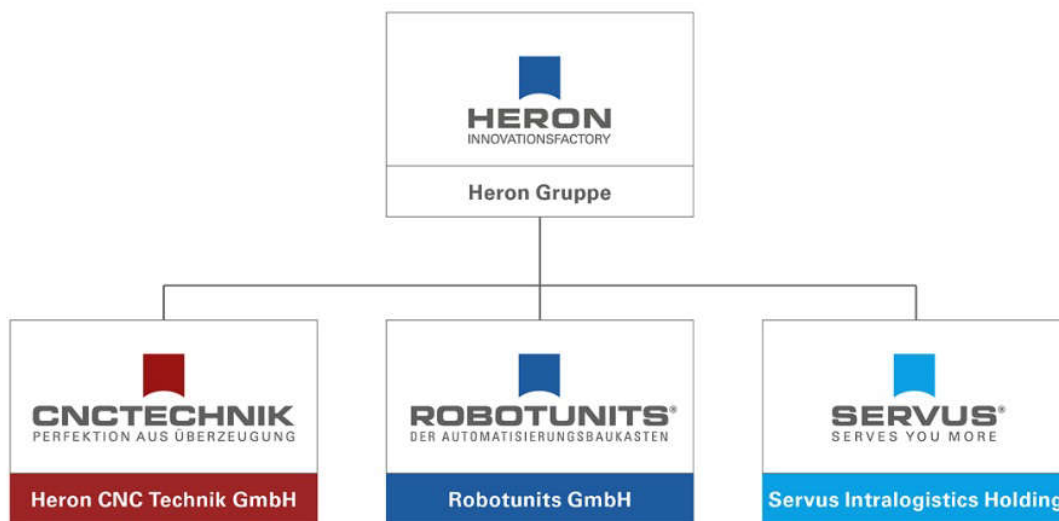 HERON
INNOVATIONSFACTORY
Heron Gruppe
CNCTECHNIK
PERFEKTION AUS ÜBERZEUGUNG
Heron CNC Technik GmbH
ROBOTUNITS®
DER AUTOMATISIERUNGSBAUKASTEN
Robotunits GmbH
SERVUS®
SERVES YOU MORE
Servus Intralogistics Holding